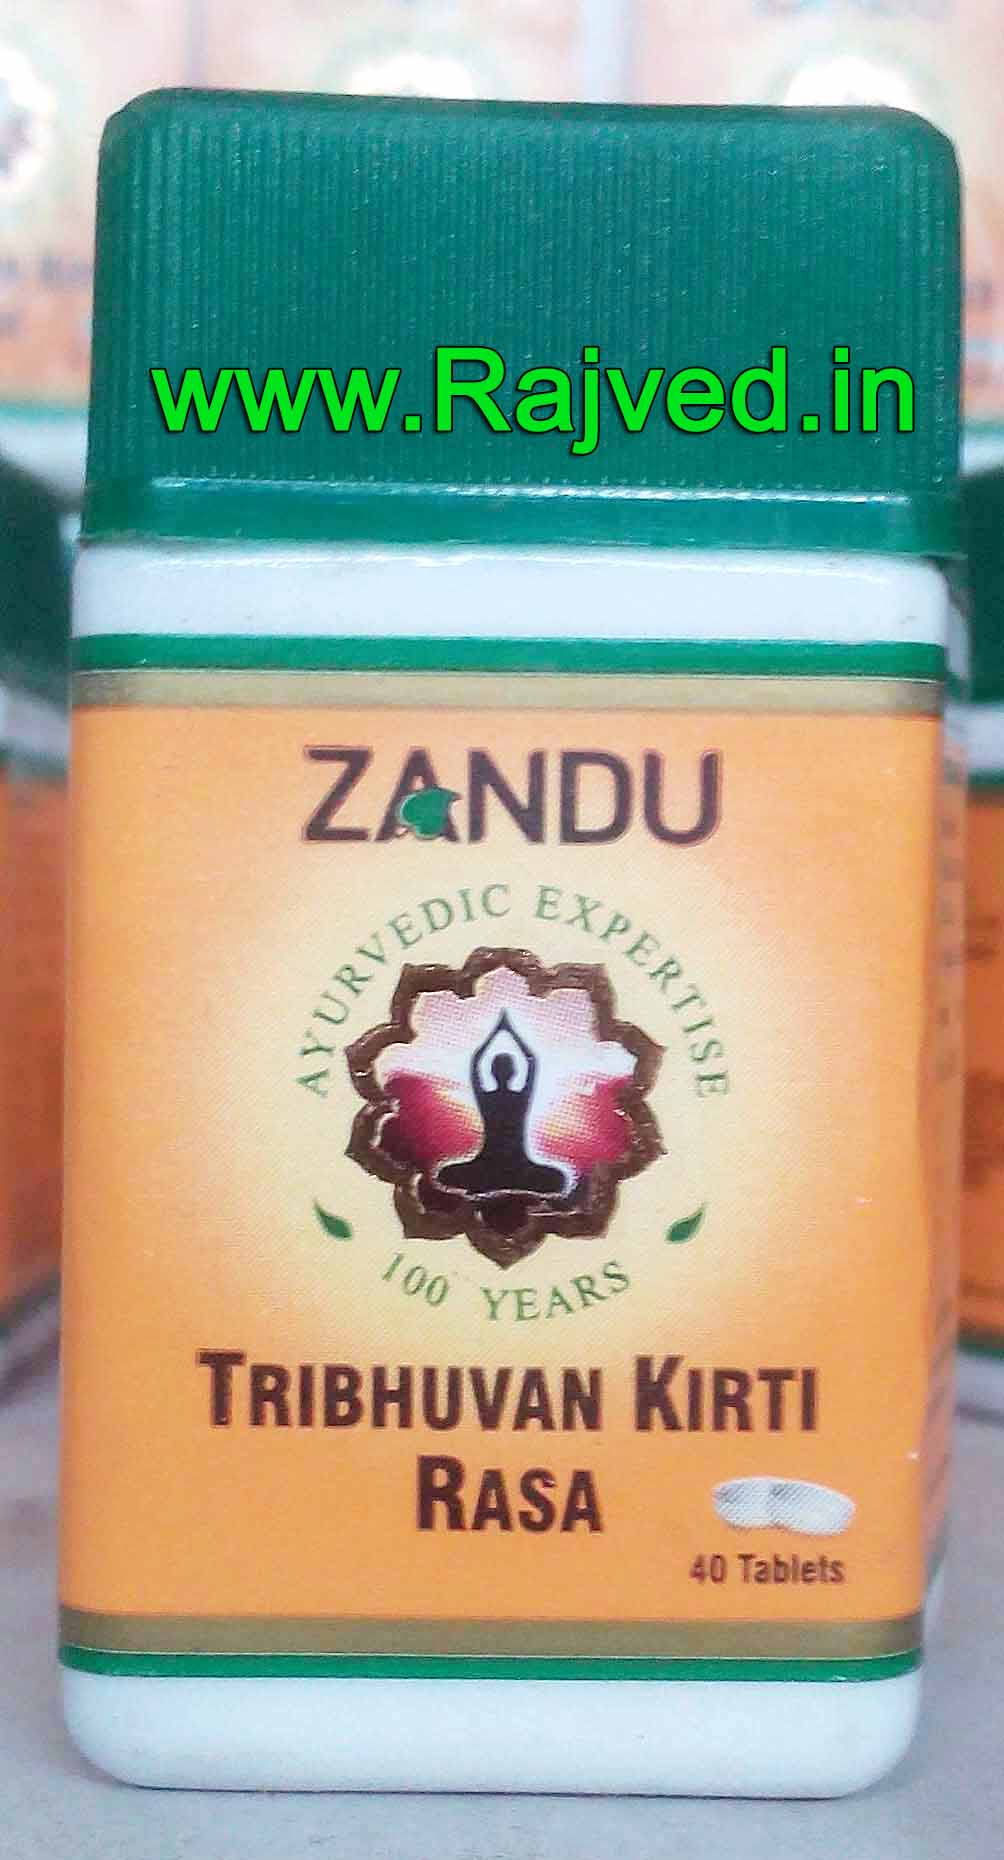 www.Rajved.in
ZANDU
AYURVEDIC EXPERTISE
100 YEARS
TRIBHUVAN KIRTI
RASA
40 Tablets